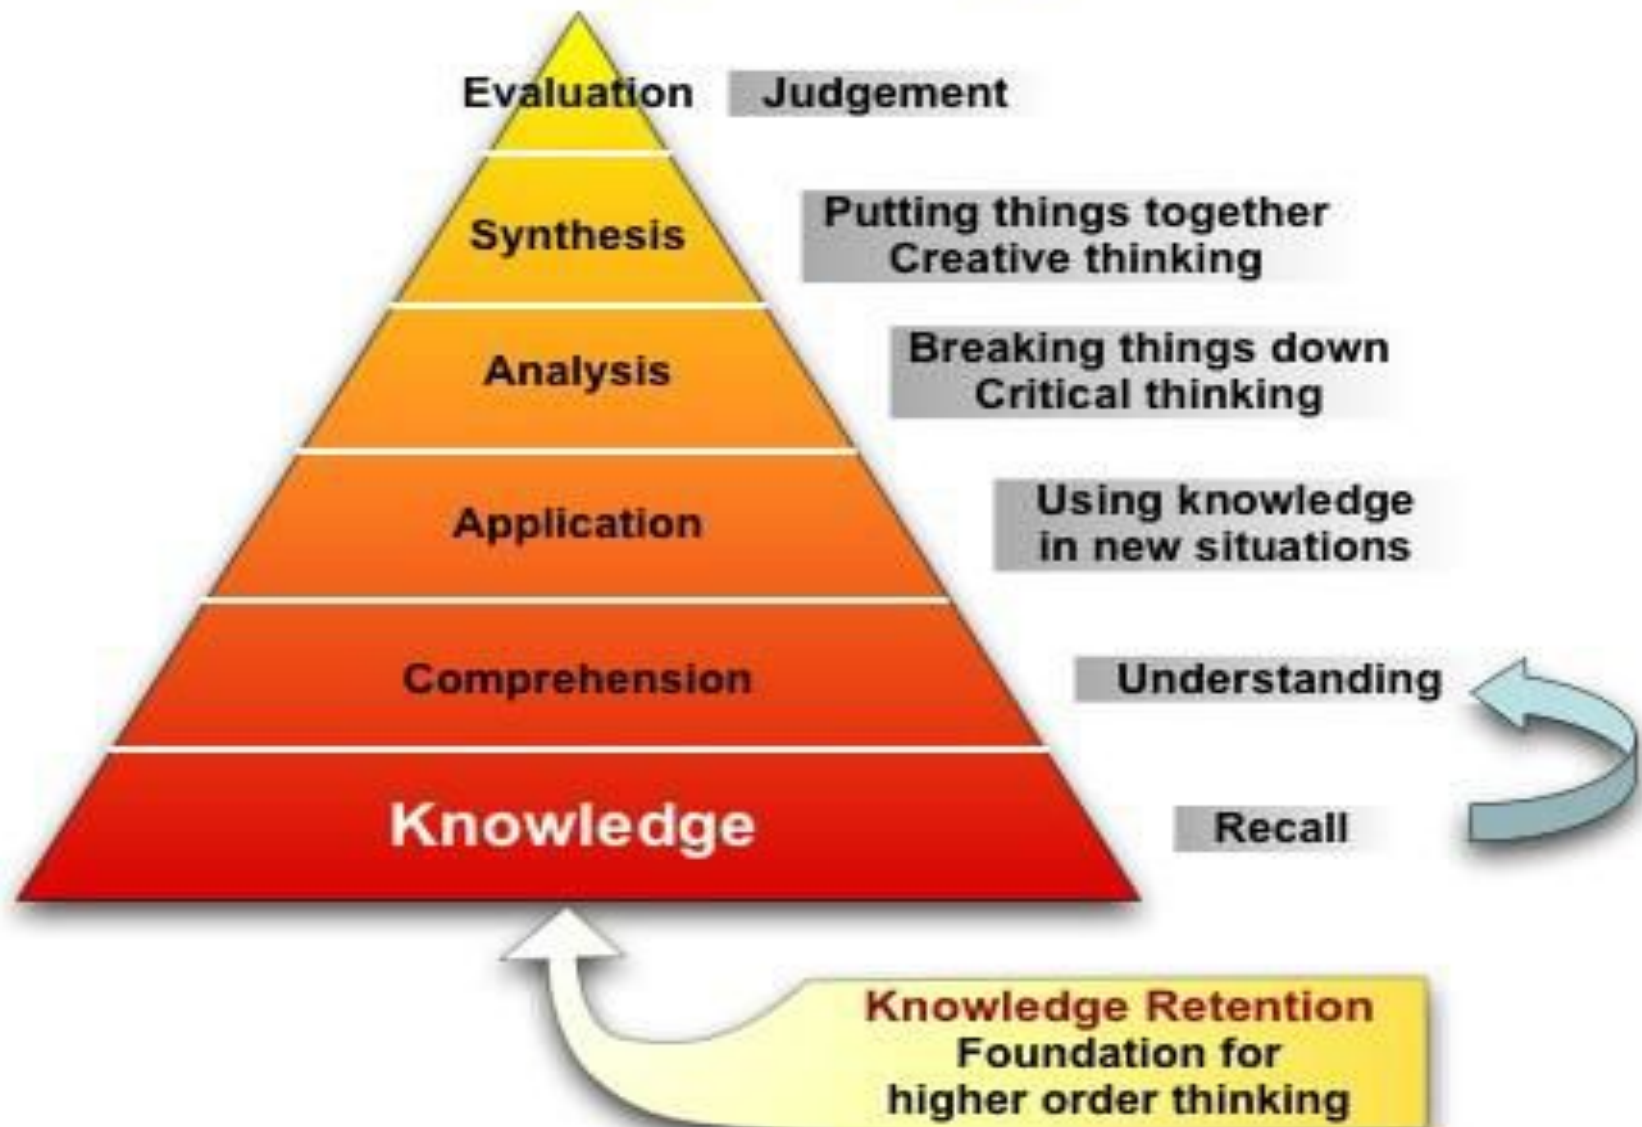 Evaluation Judgement
Synthesis
Putting things together
Creative thinking
Analysis
Breaking things down
Critical thinking
Application
Using knowledge
in new situations
Comprehension Understanding
Knowledge Recall
Knowledge Retention
Foundation for
higher order thinking